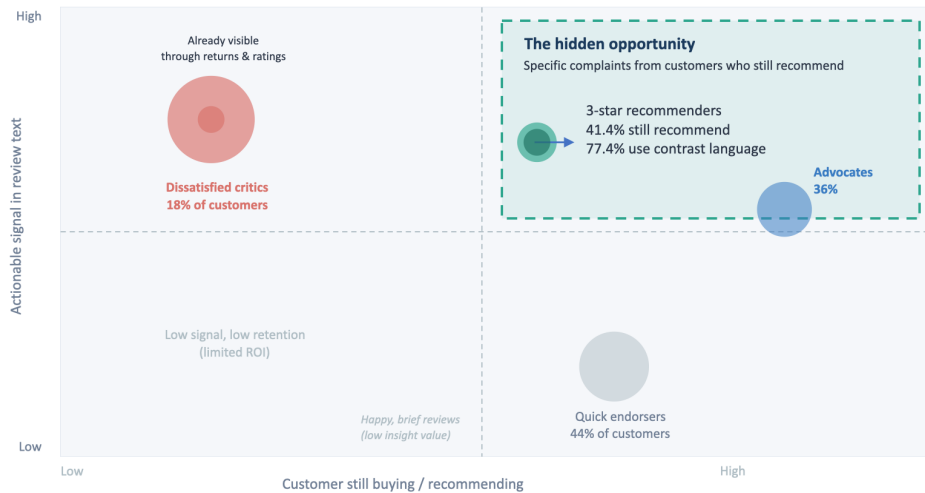 High
Already visible
through returns & ratings
The hidden opportunity
Specific complaints from customers who still recommend
3-star recommenders
41.4% still recommend
77.4% use contrast language
Advocates
36%
Dissatisfied critics
18% of customers
Actionable signal in review text
Low signal, low retention
(limited ROI)
Happy, brief reviews
(low insight value)
Quick endorsers
44% of customers
Low
Low
High
Customer still buying / recommending